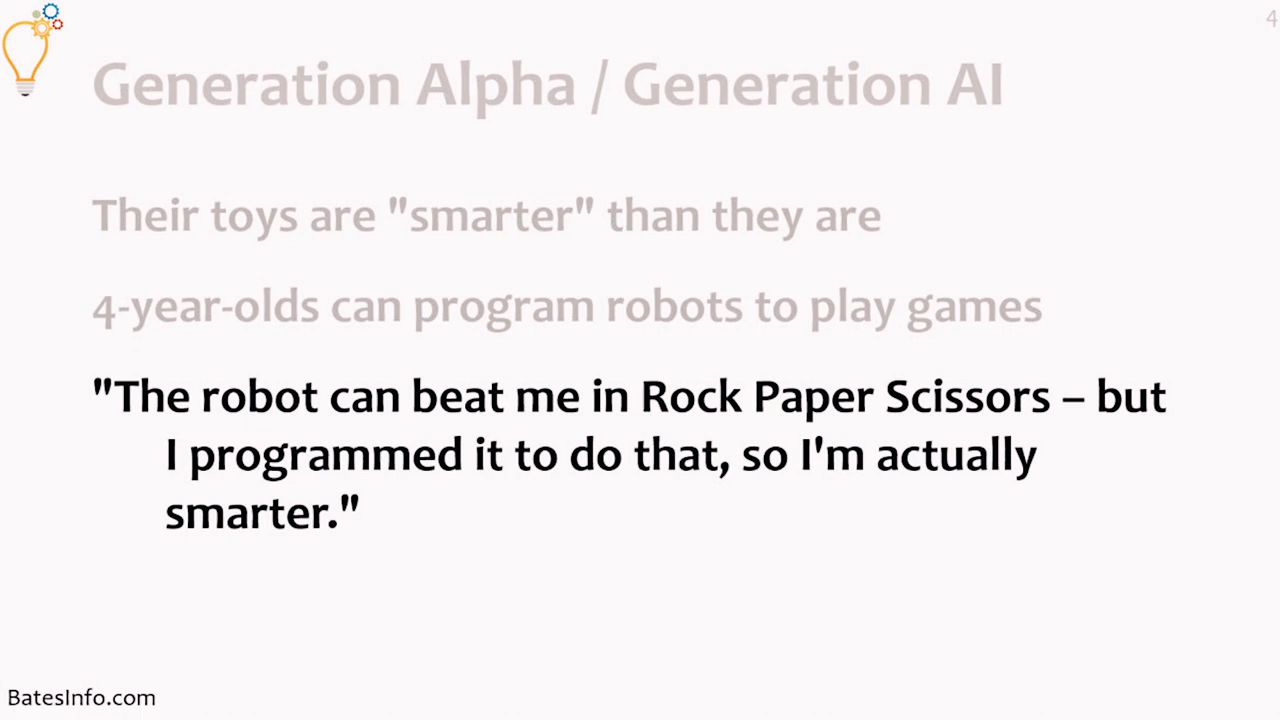 4
Generation Alpha / Generation AI
Their toys are "smarter" than they are
4-year-olds can program robots to play games
"The robot can beat me in Rock Paper Scissors – but
I programmed it to do that, so I'm actually
smarter."
BatesInfo.com